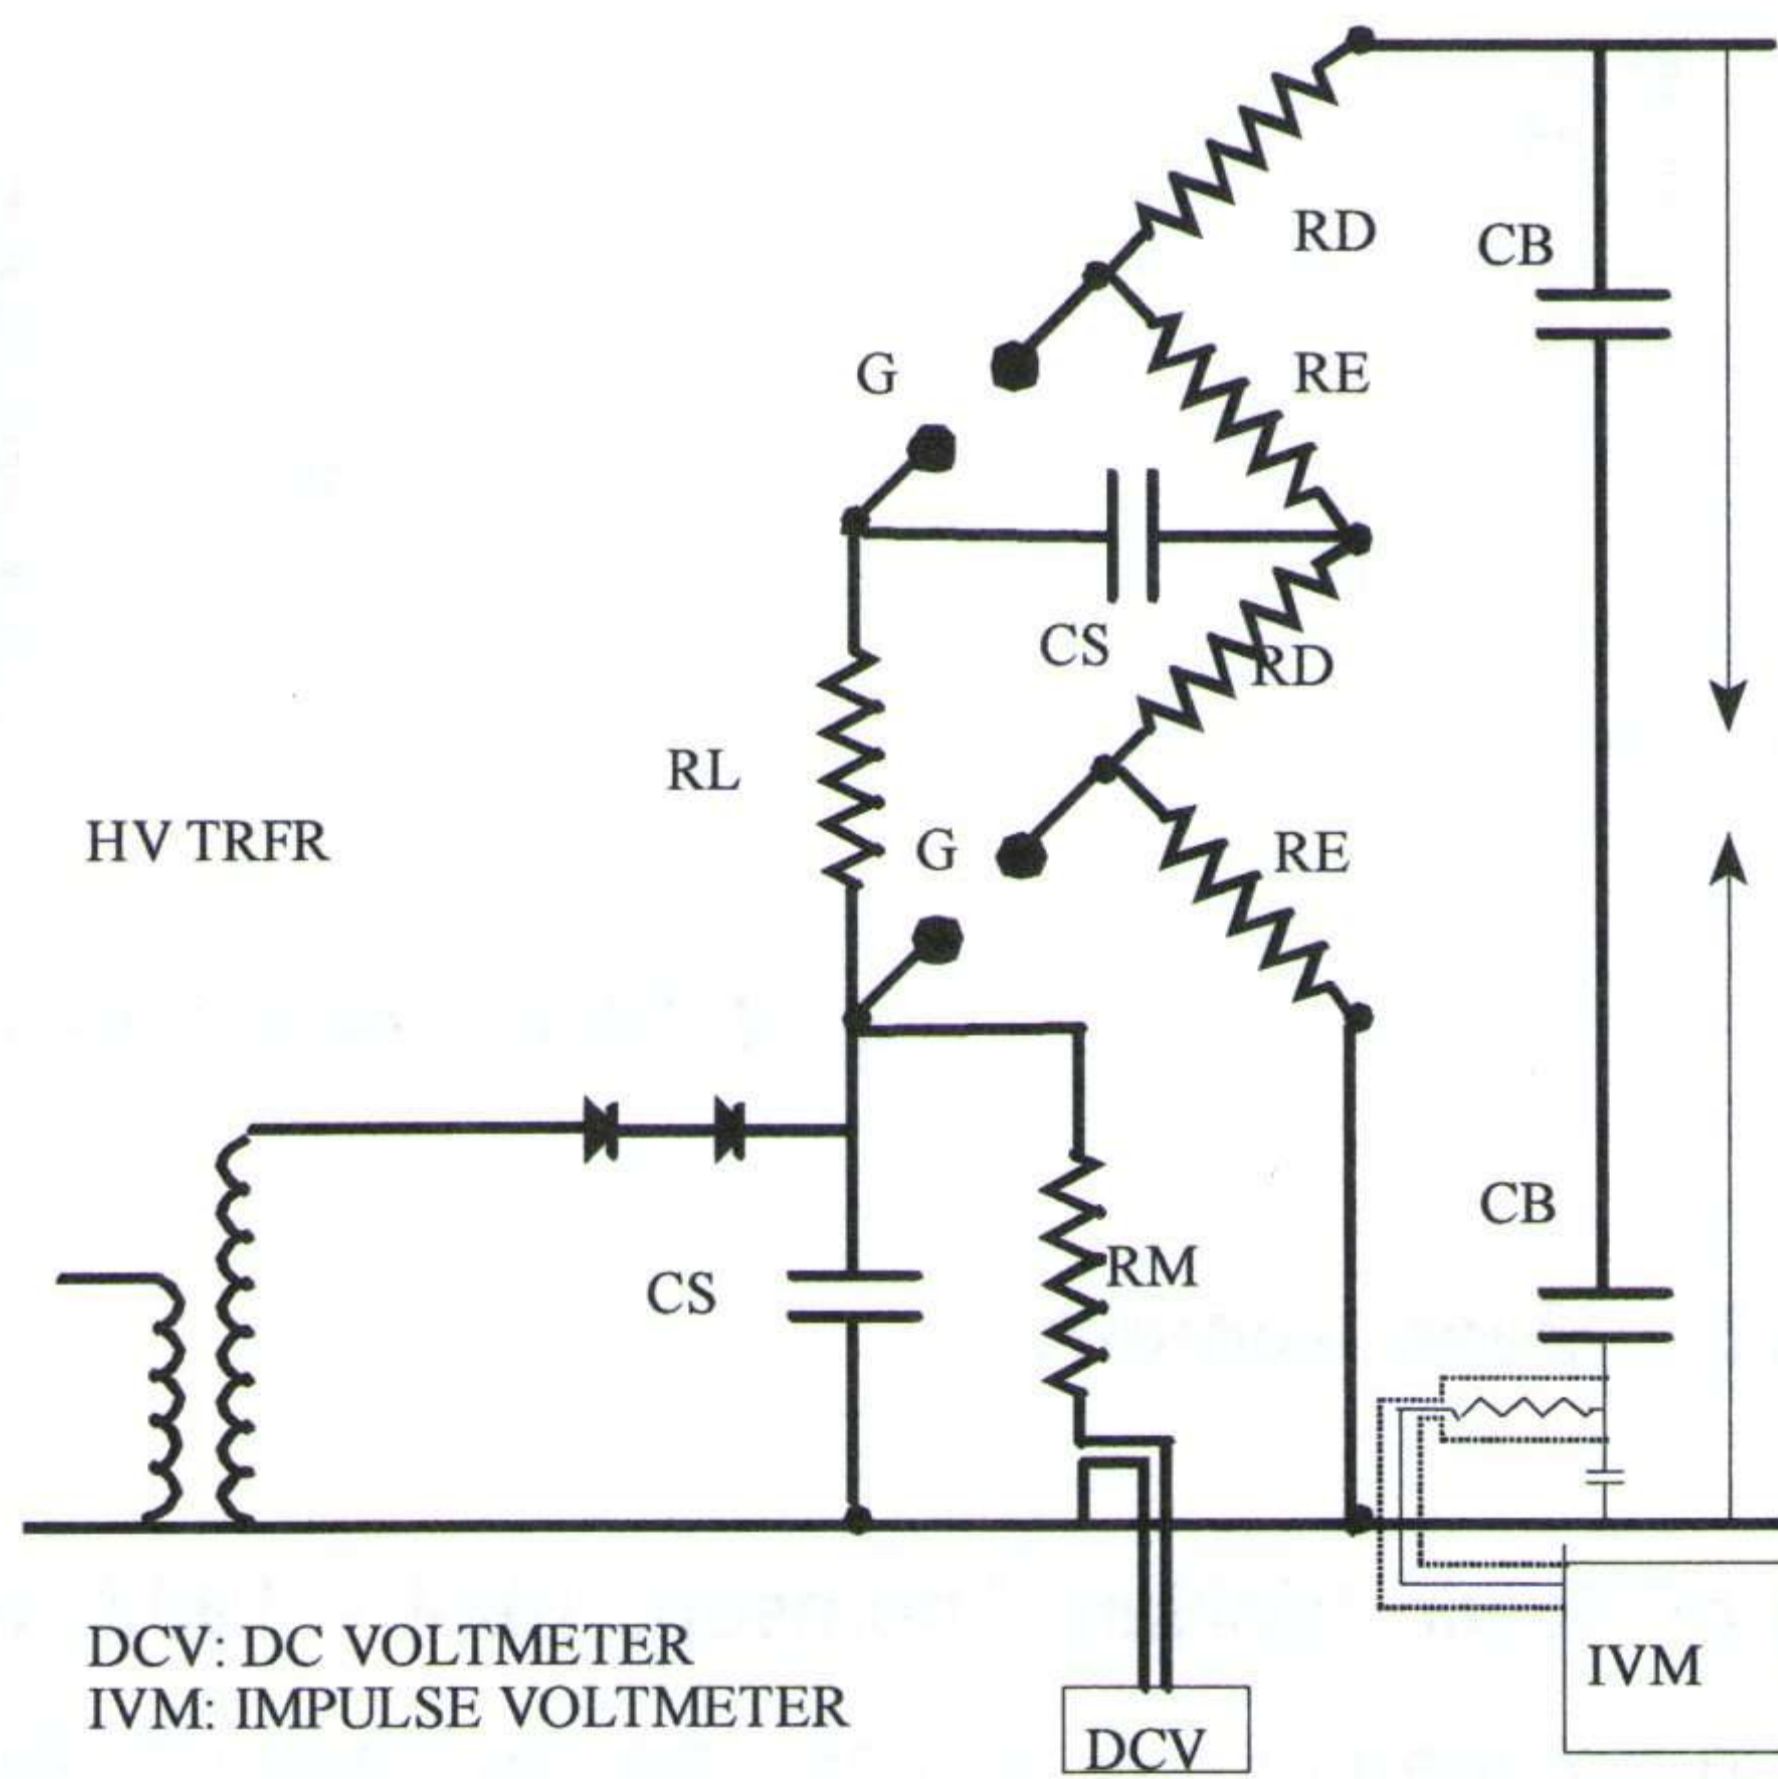 RD
CB
G
RE
CS
RD
RL
HV TRFR
G
RE
CB
CS
RM
DCV: DC VOLTMETER
IVM: IMPULSE VOLTMETER
IVM
DCV